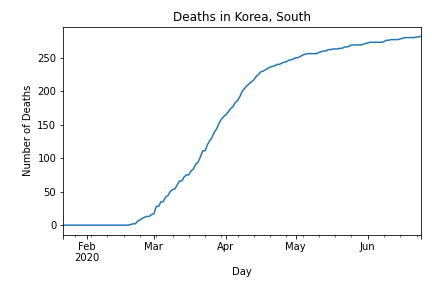 Deaths in Korea, South
Number of Deaths
250
200
150
100
50
0
Feb
2020
Mar
Apr
May
Jun
Day